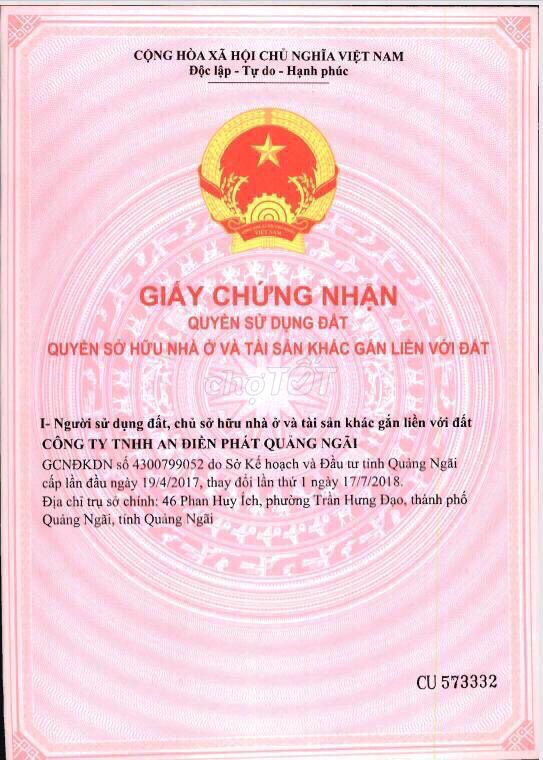 CỘNG HÒA XÃ HỘI CHỦ NGHĨA VIỆT NAM
Độc lập - Tự do - Hạnh phúc
VIỆT NAM
GIẤY CHỨNG NHẬN
QUYỀN SỬ DỤNG ĐẤT
QUYỀN SỞ HỮU NHÀ Ở VÀ TÀI SẢN KHÁC GẮN LIỀN VỚI ĐẤT
chợTỐT
I- Người sử dụng đất, chủ sở hữu nhà ở và tài sản khác gắn liền với đất
CÔNG TY TNHH AN ĐIỀN PHÁT QUẢNG NGÃI
GCNĐKDN số 4300799052 do Sở Kế hoạch và Đầu tư tỉnh Quảng Ngãi
cấp lần đầu ngày 19/4/2017, thay đổi lần thứ 1 ngày 17/7/2018.
Địa chỉ trụ sở chính: 46 Phan Huy Ích, phường Trần Hưng Đạo, thành phố
Quảng Ngãi, tỉnh Quảng Ngãi
CU 573332